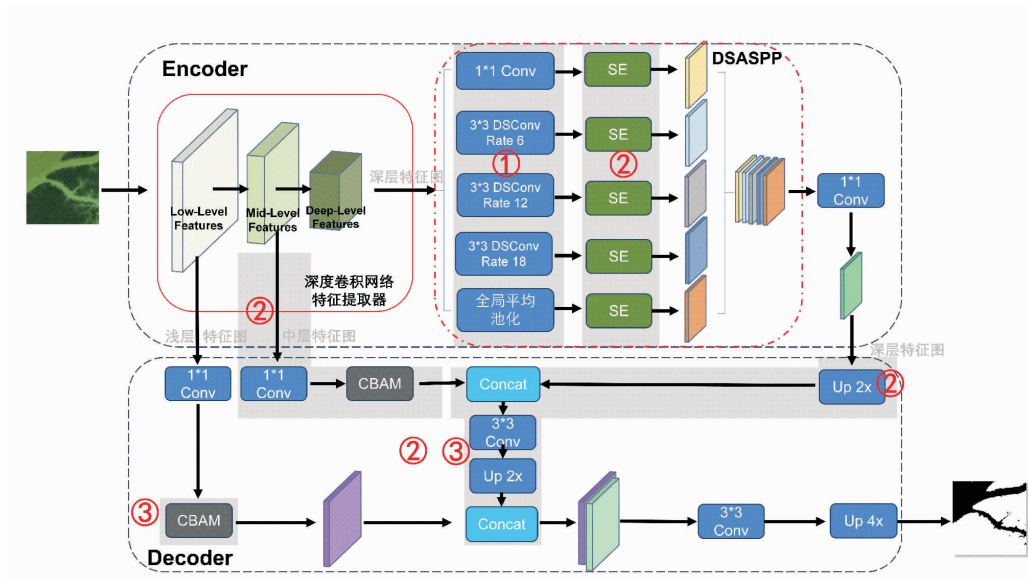 Encoder
DSASPP
1*1 Conv
SE
3*3 DSConv
Rate 6
①
SE
②
3*3 DSConv
Rate 12
SE
3*3 DSConv
Rate 18
SE
全局平均
池化
SE
1*1
Conv
Low-Level
Features
Mid-Level
Features
Deep-Level
Features
深层特征图
深度卷积网络
特征提取器
②
浅层 特征图
中层特征图
深层特征图
1*1
Conv
1*1
Conv
CBAM
Concat
Up 2x
②
3*3
Conv
②
③
Up 2x
③
CBAM
Concat
3*3
Conv
Up 4x
Decoder